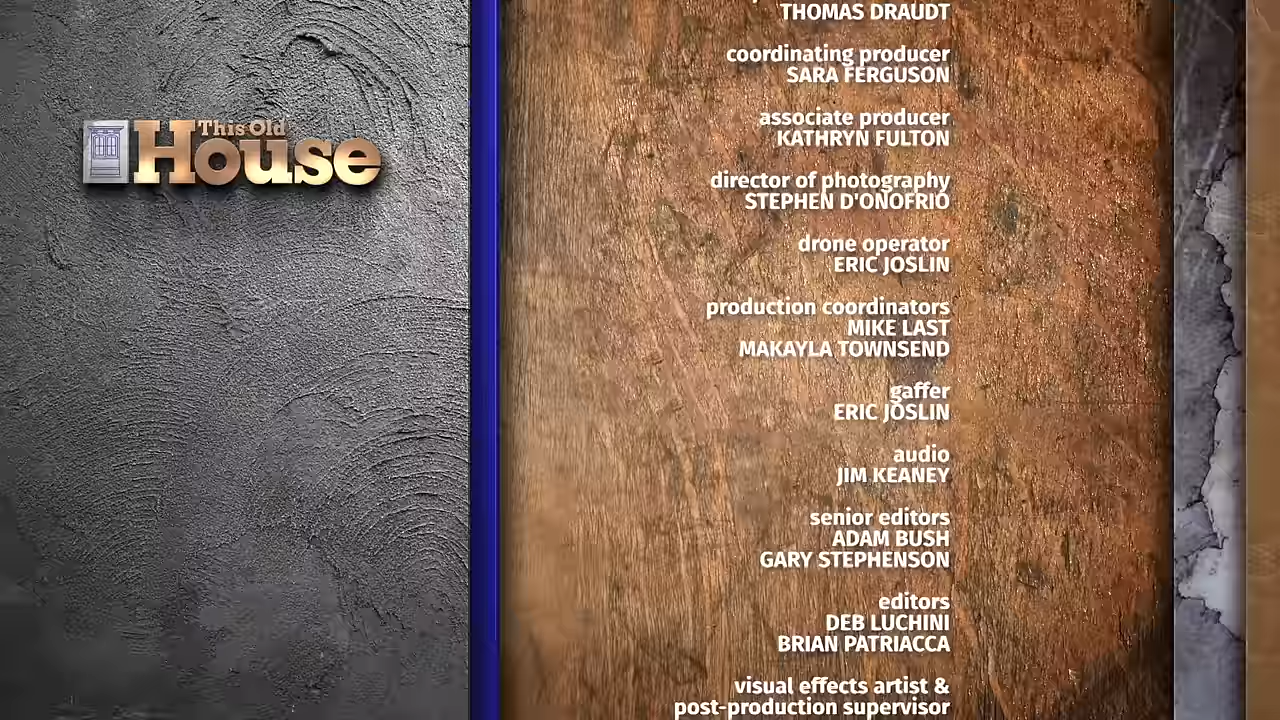 This Old
House
THOMAS DRAUDT
coordinating producer
SARA FERGUSON
associate producer
KATHRYN FULTON
director of photography
STEPHEN D'ONOFRIO
drone operator
ERIC JOSLIN
production coordinators
MIKE LAST
MAKAYLA TOWNSEND
gaffer
ERIC JOSLIN
audio
JIM KEANEY
senior editors
ADAM BUSH
GARY STEPHENSON
editors
DEB LUCHINI
BRIAN PATRIACCA
visual effects artist &
post-production supervisor